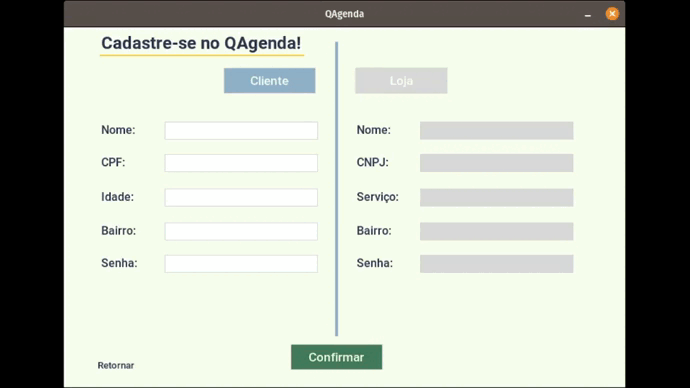 QAgenda
Cadastre-se no QAgenda!
Cliente
Loja
Nome:
CPF:
Idade:
Bairro:
Senha:
Nome:
CNPJ:
Serviço:
Bairro:
Senha:
Confirmar
Retornar